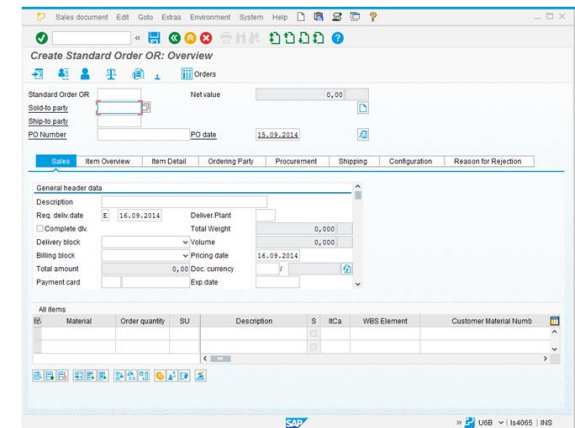 Sales document Edit Goto Extras Environment System Help
Create Standard Order OR: Overview
Orders
Standard Order OR Net value 0,00
Sold-to party
Ship-to party
PO Number PO date 15.09.2014
Sales Item Overview Item Detail Ordering Party Procurement Shipping Configuration Reason for Rejection
General header data
Description
Req. deliv.date E 16.09.2014 Deliver.Plant
Complete dlv. Total Weight 0,000
Delivery block Volume 0,000
Billing block Pricing date 16.09.2014
Total amount 0,00 Doc. currency /
Payment card Exp.date
All items
Material Order quantity SU Description S ItCa WBS Element Customer Material Numb
SAP U6B ls4065 INS